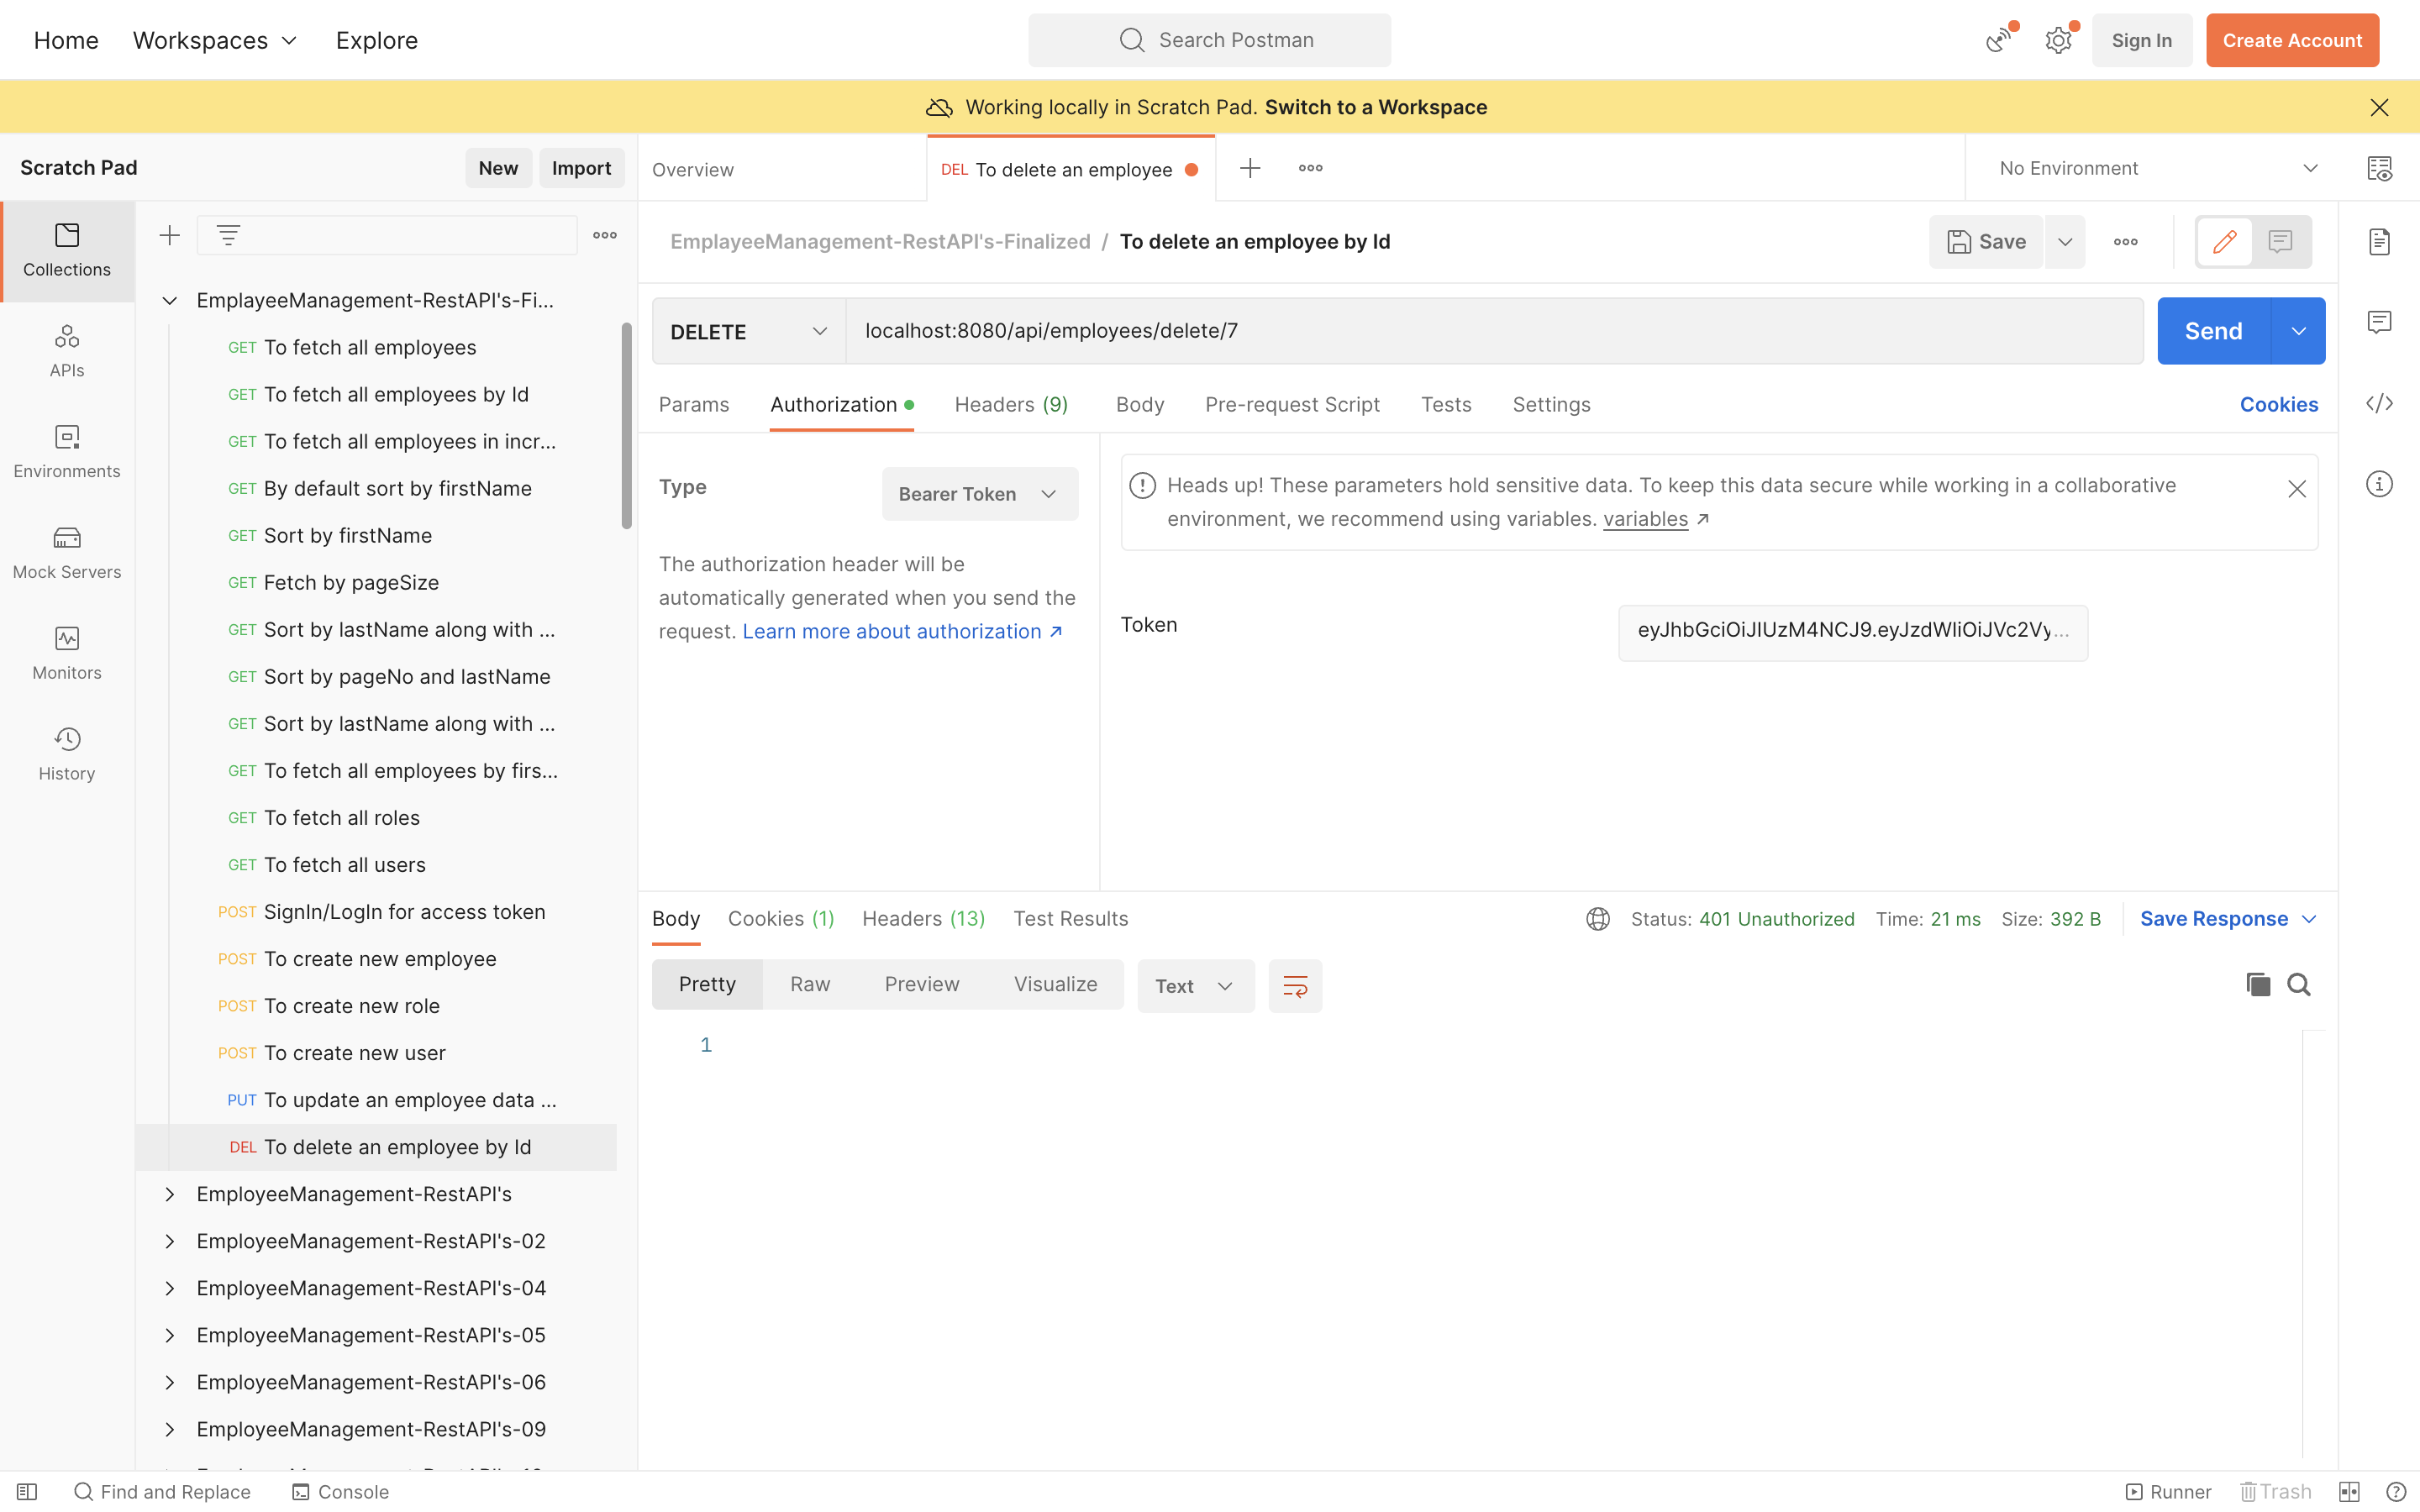 Home Workspaces Explore Search Postman Sign In Create Account
Working locally in Scratch Pad. Switch to a Workspace
Scratch Pad New Import
Overview DEL To delete an employee No Environment
Collections
APIs
Environments
Mock Servers
Monitors
History
EmplayeeManagement-RestAPI's-Fi...
GET To fetch all employees
GET To fetch all employees by Id
GET To fetch all employees in incr...
GET By default sort by firstName
GET Sort by firstName
GET Fetch by pageSize
GET Sort by lastName along with ...
GET Sort by pageNo and lastName
GET Sort by lastName along with ...
GET To fetch all employees by firs...
GET To fetch all roles
GET To fetch all users
POST SignIn/LogIn for access token
POST To create new employee
POST To create new role
POST To create new user
PUT To update an employee data ...
DEL To delete an employee by Id
EmployeeManagement-RestAPI's
EmployeeManagement-RestAPI's-02
EmployeeManagement-RestAPI's-04
EmployeeManagement-RestAPI's-05
EmployeeManagement-RestAPI's-06
EmployeeManagement-RestAPI's-09
EmplayeeManagement-RestAPI's-Finalized / To delete an employee by Id Save
DELETE localhost:8080/api/employees/delete/7 Send
Params Authorization Headers (9) Body Pre-request Script Tests Settings Cookies
Type Bearer Token
The authorization header will be
automatically generated when you send the
request. Learn more about authorization ↗
Heads up! These parameters hold sensitive data. To keep this data secure while working in a collaborative
environment, we recommend using variables. variables ↗
Token eyJhbGciOiJIUzM4NCJ9.eyJzdWIiOiJVc2Vy...
Body Cookies (1) Headers (13) Test Results Status: 401 Unauthorized Time: 21 ms Size: 392 B Save Response
Pretty Raw Preview Visualize Text
1
Find and Replace Console Runner Trash